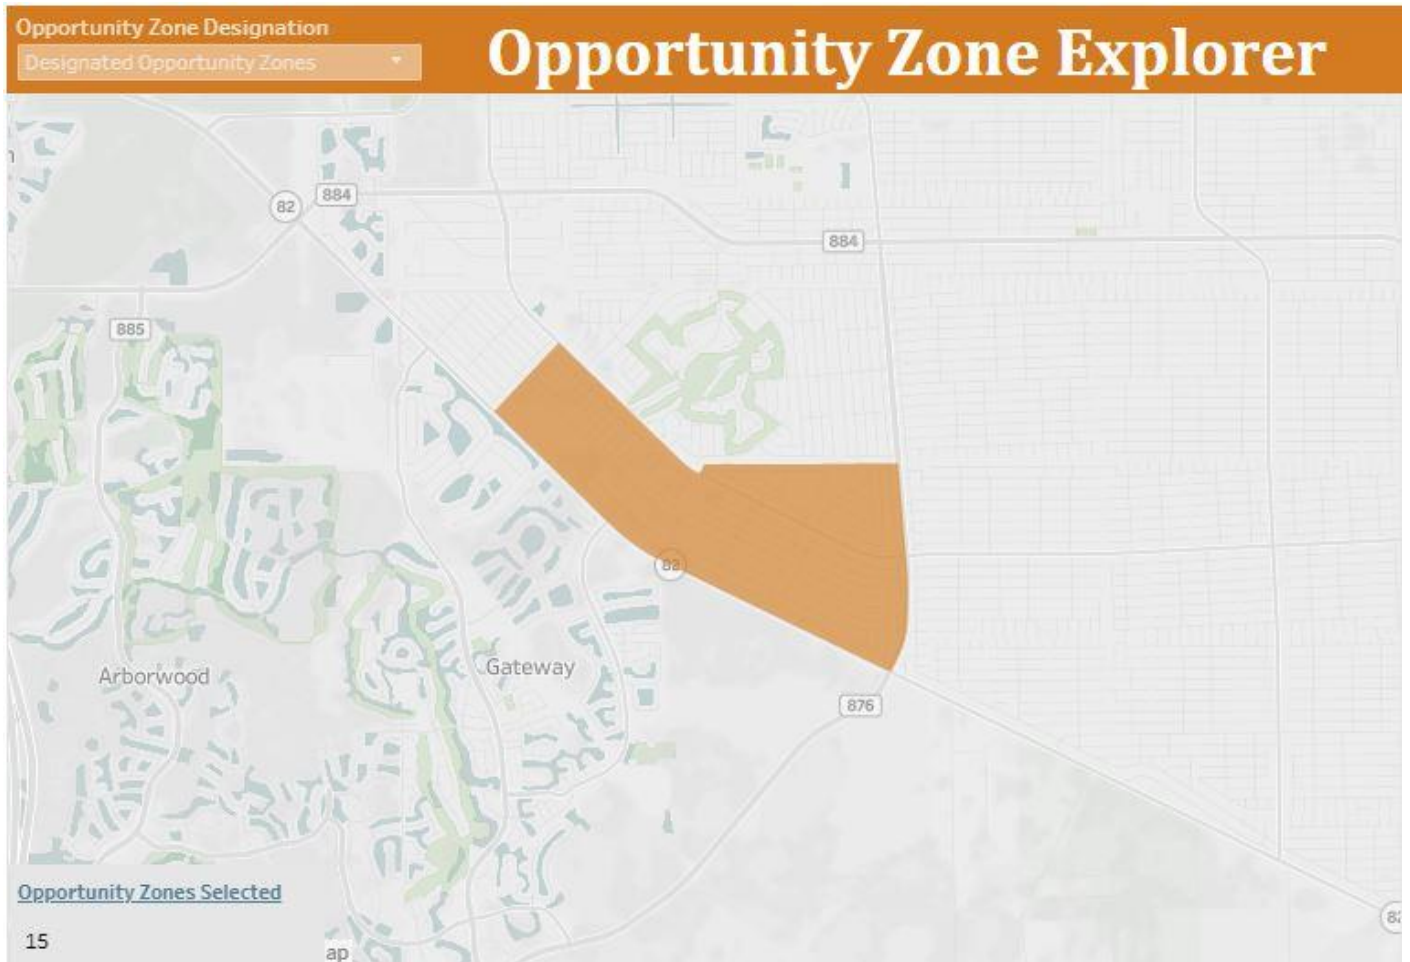 Opportunity Zone Designation
Designated Opportunity Zones
Opportunity Zone Explorer
82
884
884
885
82
Arborwood
Gateway
876
Opportunity Zones Selected
15
ap